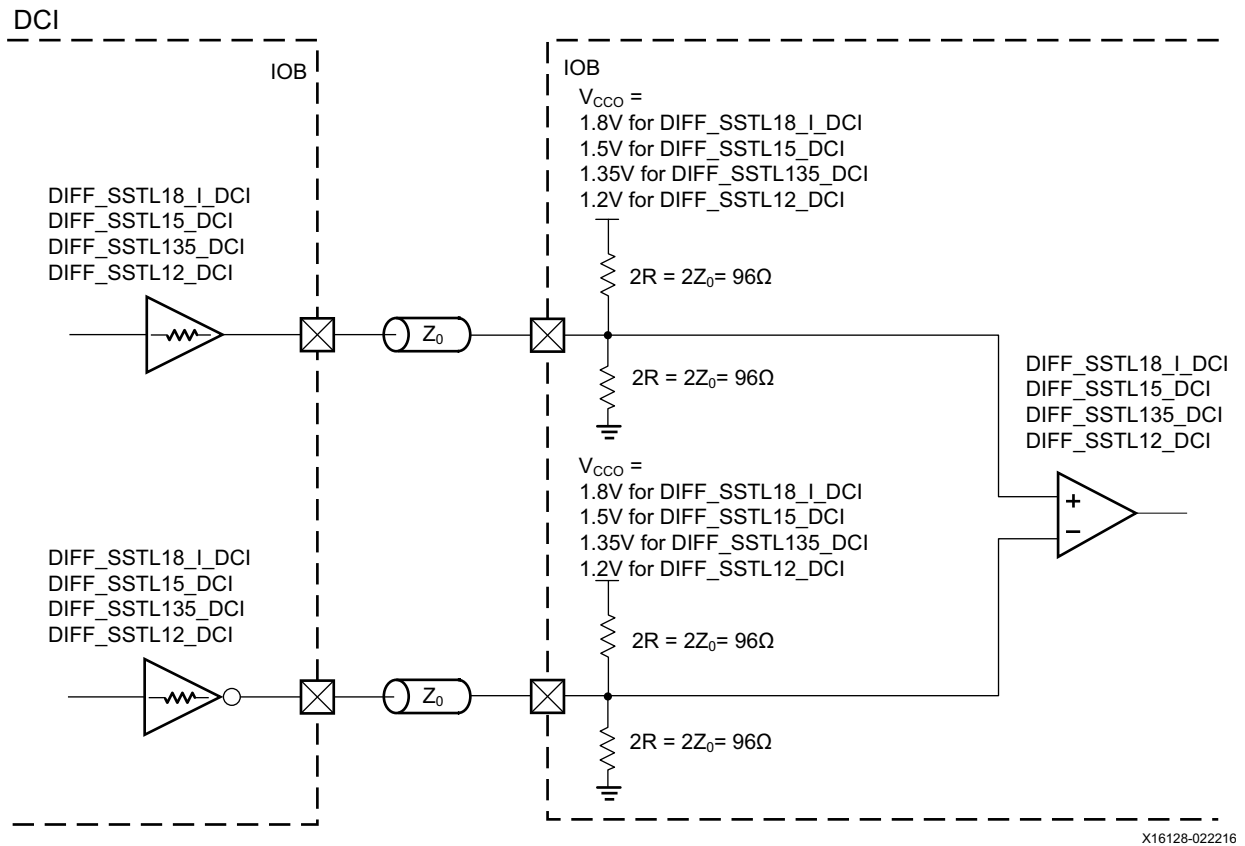 DCI
IOB
IOB
V_CCO =
1.8V for DIFF_SSTL18_I_DCI
1.5V for DIFF_SSTL15_DCI
1.35V for DIFF_SSTL135_DCI
1.2V for DIFF_SSTL12_DCI
DIFF_SSTL18_I_DCI
DIFF_SSTL15_DCI
DIFF_SSTL135_DCI
DIFF_SSTL12_DCI
2R = 2Z₀= 96Ω
Z₀
2R = 2Z₀= 96Ω
DIFF_SSTL18_I_DCI
DIFF_SSTL15_DCI
DIFF_SSTL135_DCI
DIFF_SSTL12_DCI
+
–
V_CCO =
1.8V for DIFF_SSTL18_I_DCI
1.5V for DIFF_SSTL15_DCI
1.35V for DIFF_SSTL135_DCI
1.2V for DIFF_SSTL12_DCI
DIFF_SSTL18_I_DCI
DIFF_SSTL15_DCI
DIFF_SSTL135_DCI
DIFF_SSTL12_DCI
2R = 2Z₀= 96Ω
Z₀
2R = 2Z₀= 96Ω
X16128-022216